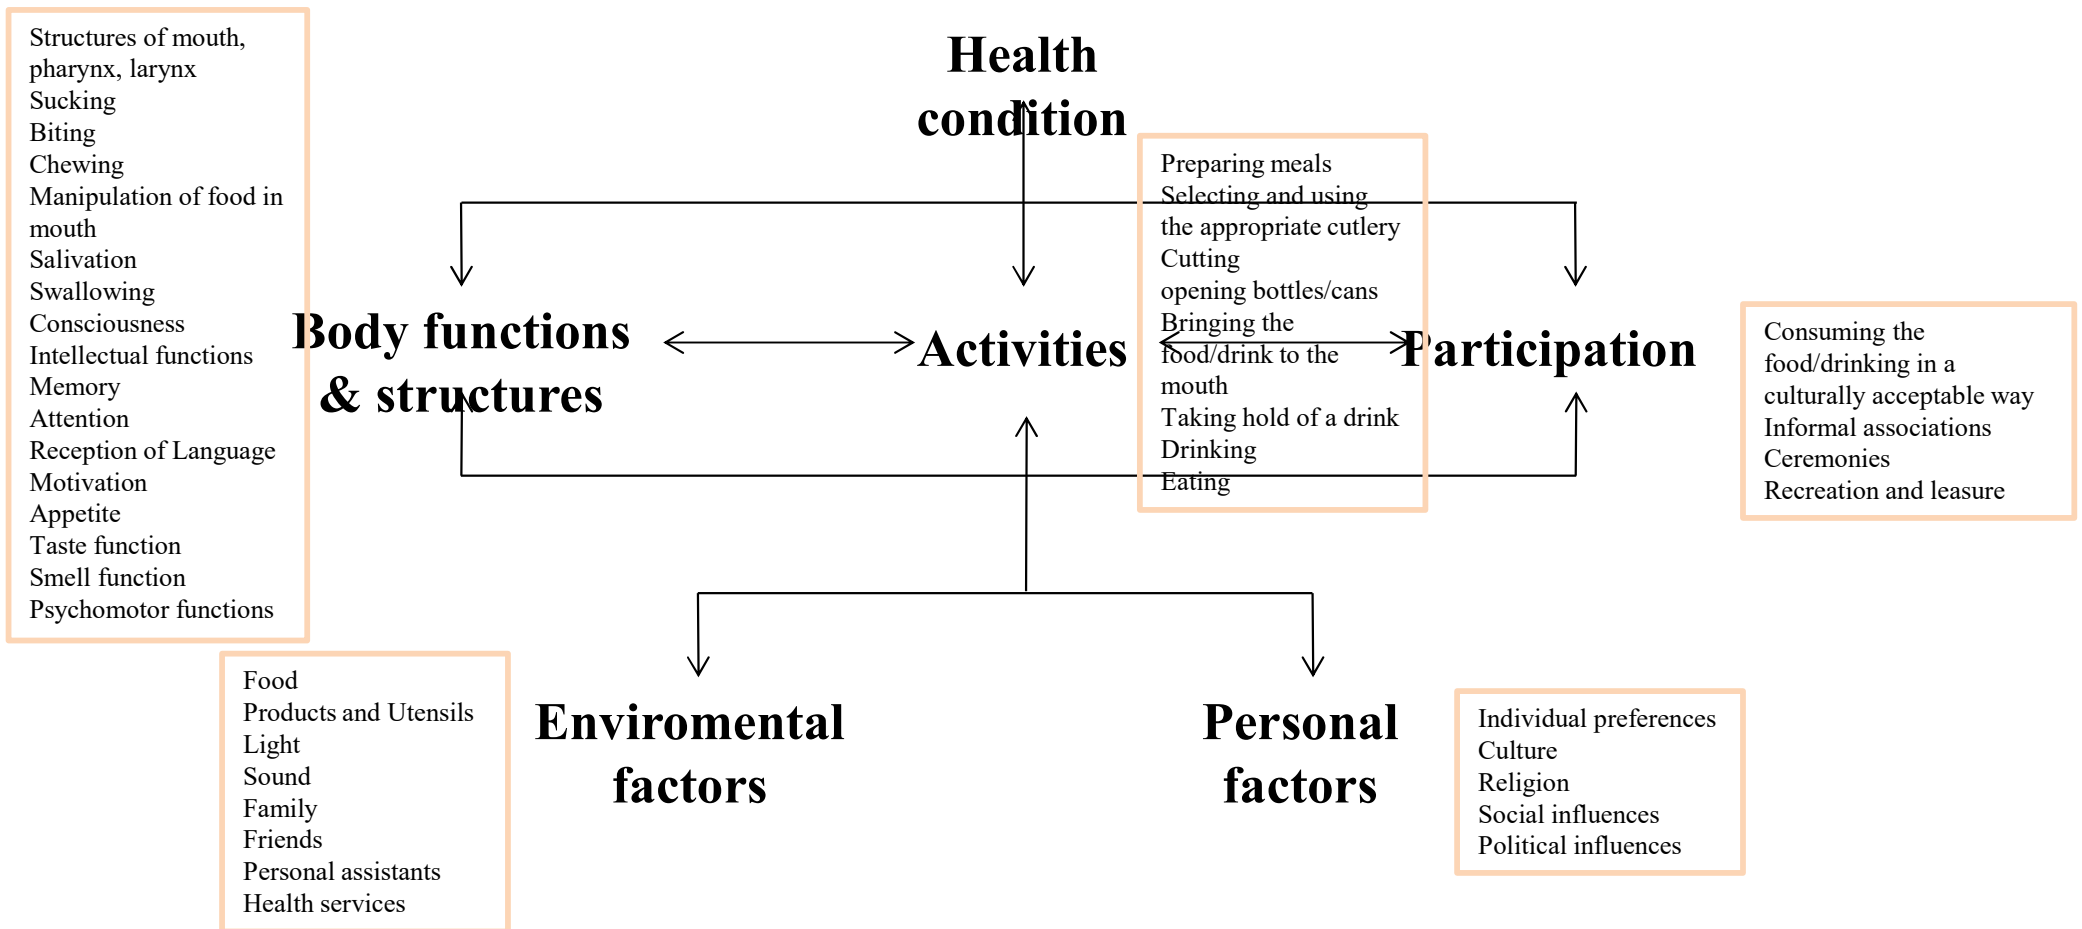 Structures of mouth,
pharynx, larynx
Sucking
Biting
Chewing
Manipulation of food in
mouth
Salivation
Swallowing
Consciousness
Intellectual functions
Memory
Attention
Reception of Language
Motivation
Appetite
Taste function
Smell function
Psychomotor functions
Health
condition
Preparing meals
Selecting and using
the appropriate cutlery
Cutting
opening bottles/cans
Bringing the
food/drink to the
mouth
Taking hold of a drink
Drinking
Eating
Body functions
& structures
Activities
Participation
Consuming the
food/drinking in a
culturally acceptable way
Informal associations
Ceremonies
Recreation and leasure
Food
Products and Utensils
Light
Sound
Family
Friends
Personal assistants
Health services
Enviromental
factors
Personal
factors
Individual preferences
Culture
Religion
Social influences
Political influences